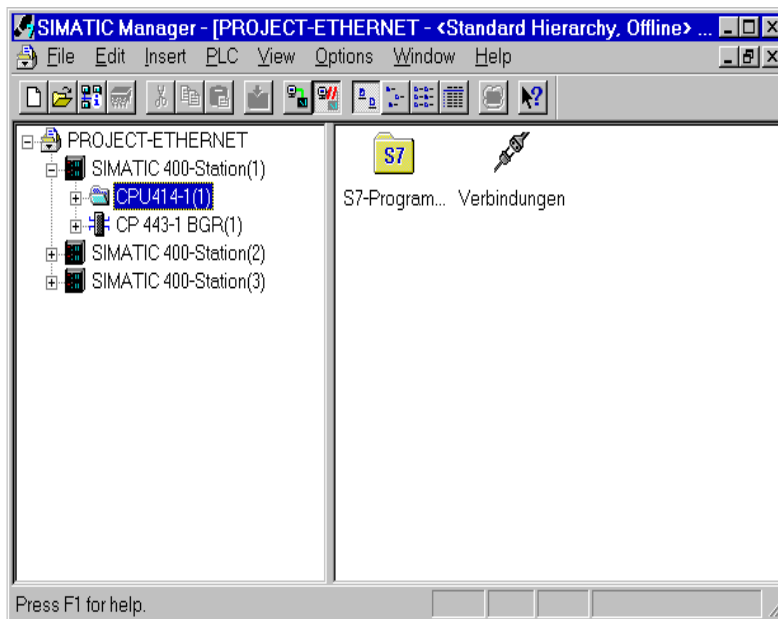 SIMATIC Manager - [PROJECT-ETHERNET - <Standard Hierarchy, Offline> ...
File Edit Insert PLC View Options Window Help
PROJECT-ETHERNET
SIMATIC 400-Station(1)
CPU414-1(1)
CP 443-1 BGR(1)
SIMATIC 400-Station(2)
SIMATIC 400-Station(3)
S7
S7-Program... Verbindungen
Press F1 for help.